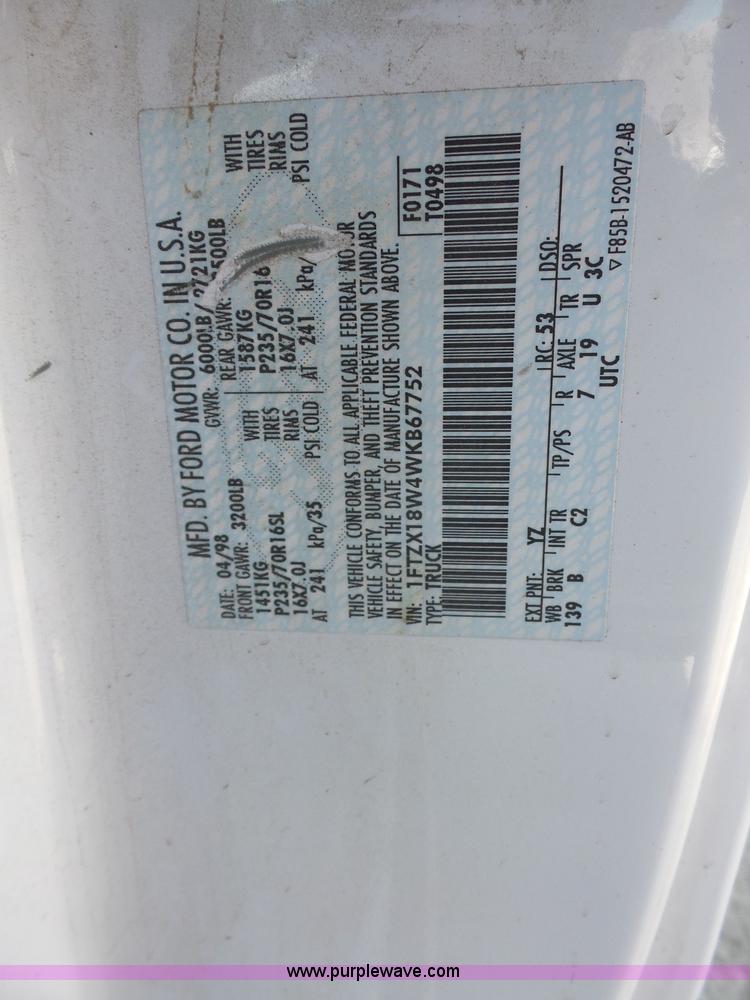 MFD. BY FORD MOTOR CO. IN U.S.A.
DATE: 04/98 GVWR: 6000LB/ 2721KG
FRONT GAWR: 3200LB REAR GAWR: 500LB
1451KG WITH 1587KG WITH
P235/70R16SL TIRES P235/70R16 TIRES
16X7.0J RIMS 16X7.0J RIMS
AT 241 kPa/35 PSI COLD AT 241 kPa/ PSI COLD
THIS VEHICLE CONFORMS TO ALL APPLICABLE FEDERAL MOTOR
VEHICLE SAFETY, BUMPER, AND THEFT PREVENTION STANDARDS
IN EFFECT ON THE DATE OF MANUFACTURE SHOWN ABOVE.
VIN: 1FTZX18W4WKB67752 F0171
TYPE: TRUCK T0498
EXT PNT: YZ RC: 53 DSO:
WB BRK INT TR TP/PS R AXLE TR SPR
139 B C2 7 19 U 3C
UTC ▽ F85B-1520472-AB
www.purplewave.com